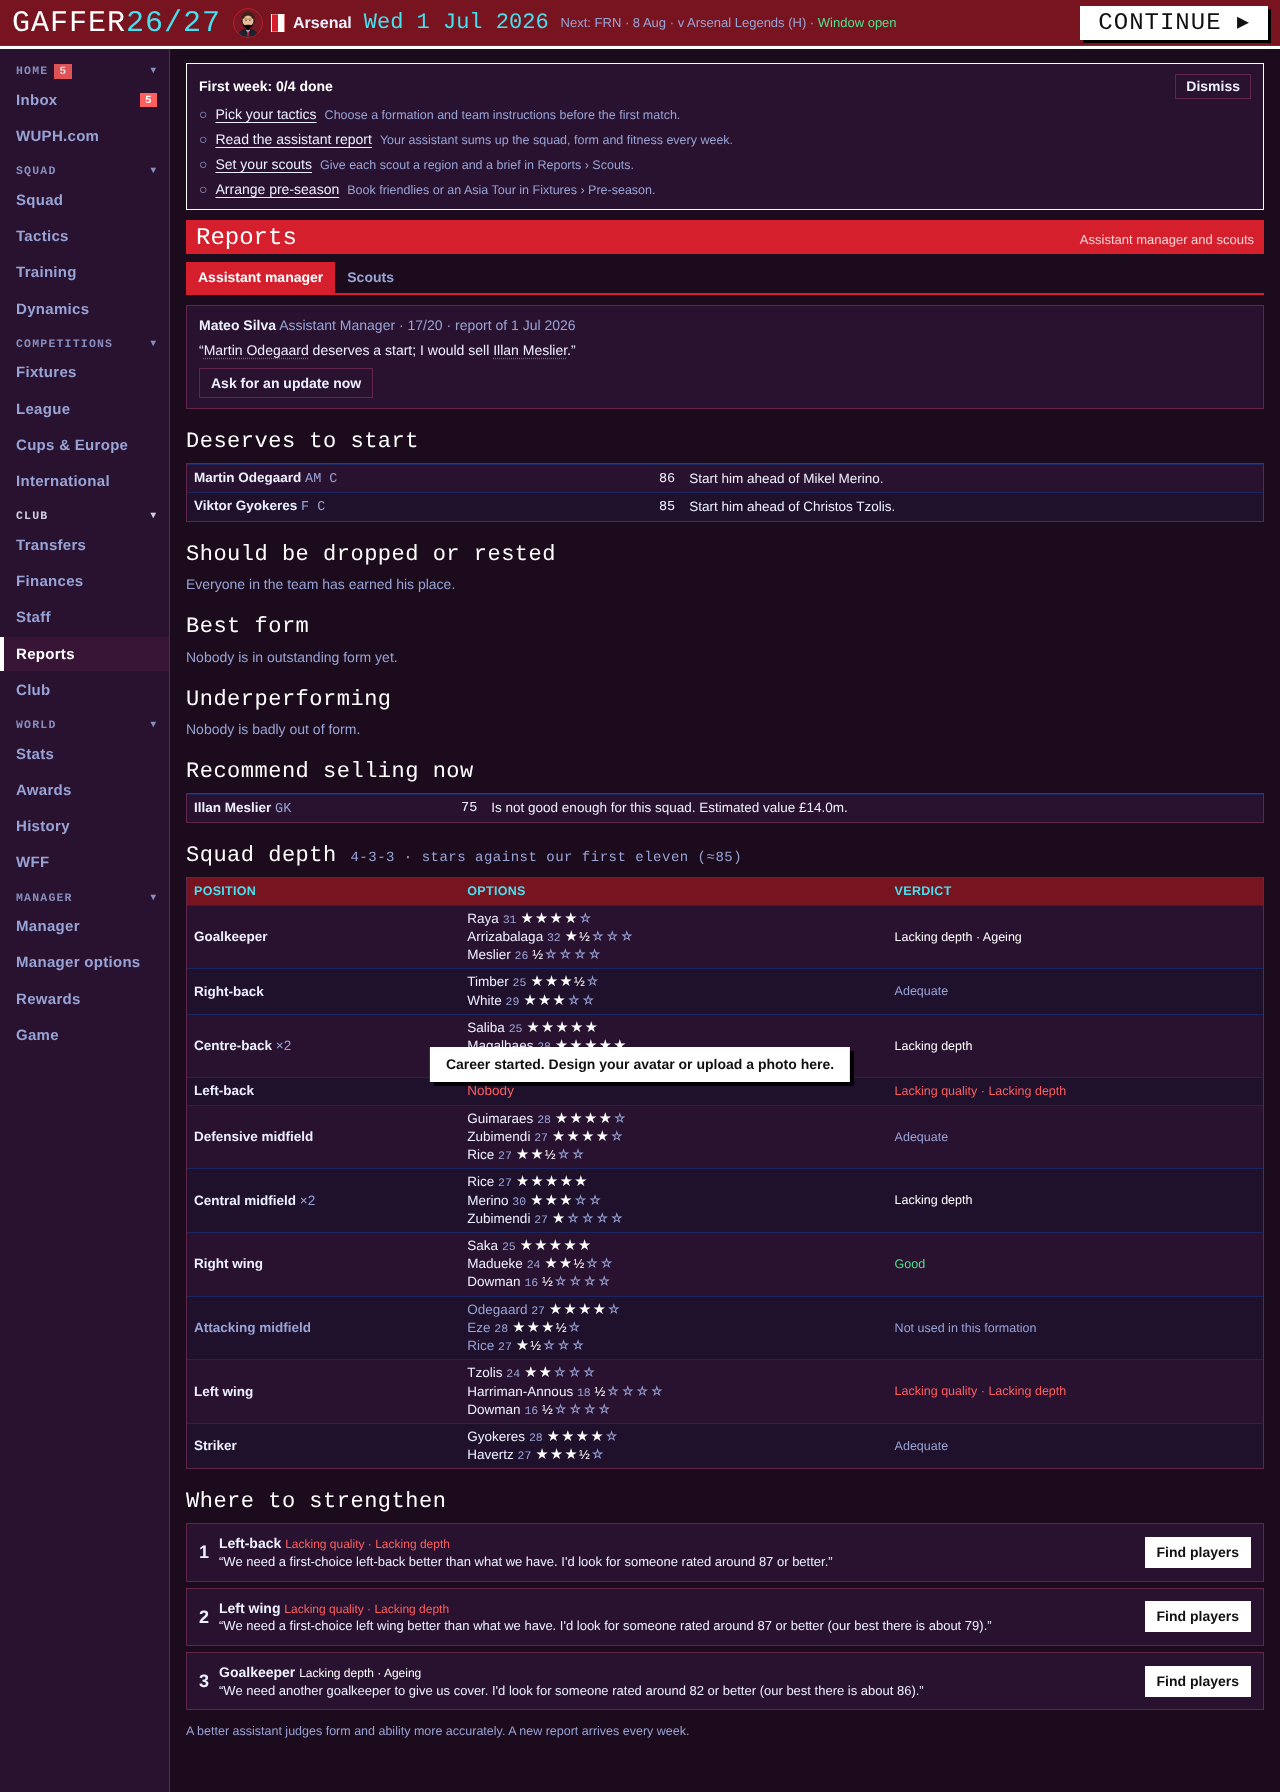 GAFFER26/27 Arsenal Wed 1 Jul 2026 Next: FRN · 8 Aug · v Arsenal Legends (H) · Window open CONTINUE ►
HOME 5 ▼
Inbox 5
WUPH.com
SQUAD ▼
Squad
Tactics
Training
Dynamics
COMPETITIONS ▼
Fixtures
League
Cups & Europe
International
CLUB ▼
Transfers
Finances
Staff
Reports
Club
WORLD ▼
Stats
Awards
History
WFF
MANAGER ▼
Manager
Manager options
Rewards
Game
First week: 0/4 done Dismiss
○ Pick your tactics Choose a formation and team instructions before the first match.
○ Read the assistant report Your assistant sums up the squad, form and fitness every week.
○ Set your scouts Give each scout a region and a brief in Reports › Scouts.
○ Arrange pre-season Book friendlies or an Asia Tour in Fixtures › Pre-season.
Reports Assistant manager and scouts
Assistant manager Scouts
Mateo Silva Assistant Manager · 17/20 · report of 1 Jul 2026
“Martin Odegaard deserves a start; I would sell Illan Meslier.”
Ask for an update now
Deserves to start
Martin Odegaard AM C 86 Start him ahead of Mikel Merino.
Viktor Gyokeres F C 85 Start him ahead of Christos Tzolis.
Should be dropped or rested
Everyone in the team has earned his place.
Best form
Nobody is in outstanding form yet.
Underperforming
Nobody is badly out of form.
Recommend selling now
Illan Meslier GK 75 Is not good enough for this squad. Estimated value £14.0m.
Squad depth 4-3-3 · stars against our first eleven (≈85)
POSITION OPTIONS VERDICT
Goalkeeper
Raya 31 ★★★★☆
Arrizabalaga 32 ★½☆☆☆
Meslier 26 ½☆☆☆☆
Lacking depth · Ageing
Right-back
Timber 25 ★★★½☆
White 29 ★★★☆☆
Adequate
Centre-back ×2
Saliba 25 ★★★★★
Magalhaes 28 ★★★★★
Lacking depth
Career started. Design your avatar or upload a photo here.
Left-back Nobody Lacking quality · Lacking depth
Defensive midfield
Guimaraes 28 ★★★★☆
Zubimendi 27 ★★★★☆
Rice 27 ★★½☆☆
Adequate
Central midfield ×2
Rice 27 ★★★★★
Merino 30 ★★★☆☆
Zubimendi 27 ★☆☆☆☆
Lacking depth
Right wing
Saka 25 ★★★★★
Madueke 24 ★★½☆☆
Dowman 16 ½☆☆☆☆
Good
Attacking midfield
Odegaard 27 ★★★★☆
Eze 28 ★★★½☆
Rice 27 ★½☆☆☆
Not used in this formation
Left wing
Tzolis 24 ★★☆☆☆
Harriman-Annous 18 ½☆☆☆☆
Dowman 16 ½☆☆☆☆
Lacking quality · Lacking depth
Striker
Gyokeres 28 ★★★★☆
Havertz 27 ★★★½☆
Adequate
Where to strengthen
1 Left-back Lacking quality · Lacking depth
“We need a first-choice left-back better than what we have. I'd look for someone rated around 87 or better.”
Find players
2 Left wing Lacking quality · Lacking depth
“We need a first-choice left wing better than what we have. I'd look for someone rated around 87 or better (our best there is about 79).”
Find players
3 Goalkeeper Lacking depth · Ageing
“We need another goalkeeper to give us cover. I'd look for someone rated around 82 or better (our best there is about 86).”
Find players
A better assistant judges form and ability more accurately. A new report arrives every week.